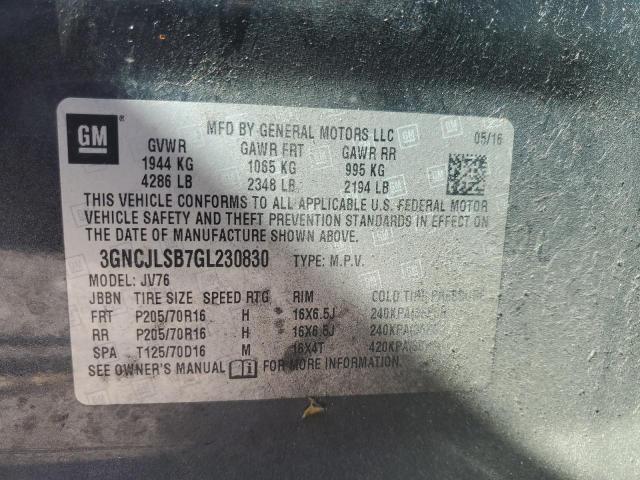 GM ®
MFD BY GENERAL MOTORS LLC 05/16
GVWR GAWR FRT GAWR RR
1944 KG 1065 KG 995 KG
4286 LB 2348 LB 2194 LB
THIS VEHICLE CONFORMS TO ALL APPLICABLE U.S. FEDERAL MOTOR
VEHICLE SAFETY AND THEFT PREVENTION STANDARDS IN EFFECT ON
THE DATE OF MANUFACTURE SHOWN ABOVE.
3GNCJLSB7GL230830 TYPE: M.P.V.
MODEL: JV76
JBBN TIRE SIZE SPEED RTG RIM COLD TIRE PRESSURE
FRT P205/70R16 H 16X6.5J 240KPA
RR P205/70R16 H 16X6.5J 240KPA
SPA T125/70D16 M 16X4T 420KPA
SEE OWNER'S MANUAL FOR MORE INFORMATION.